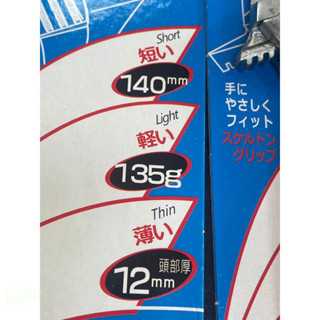 Short
短い
140mm
Light
軽い
135g
Thin
薄い
頭部厚
12mm
手に
やさしく
フィット
スケルトン
グリップ